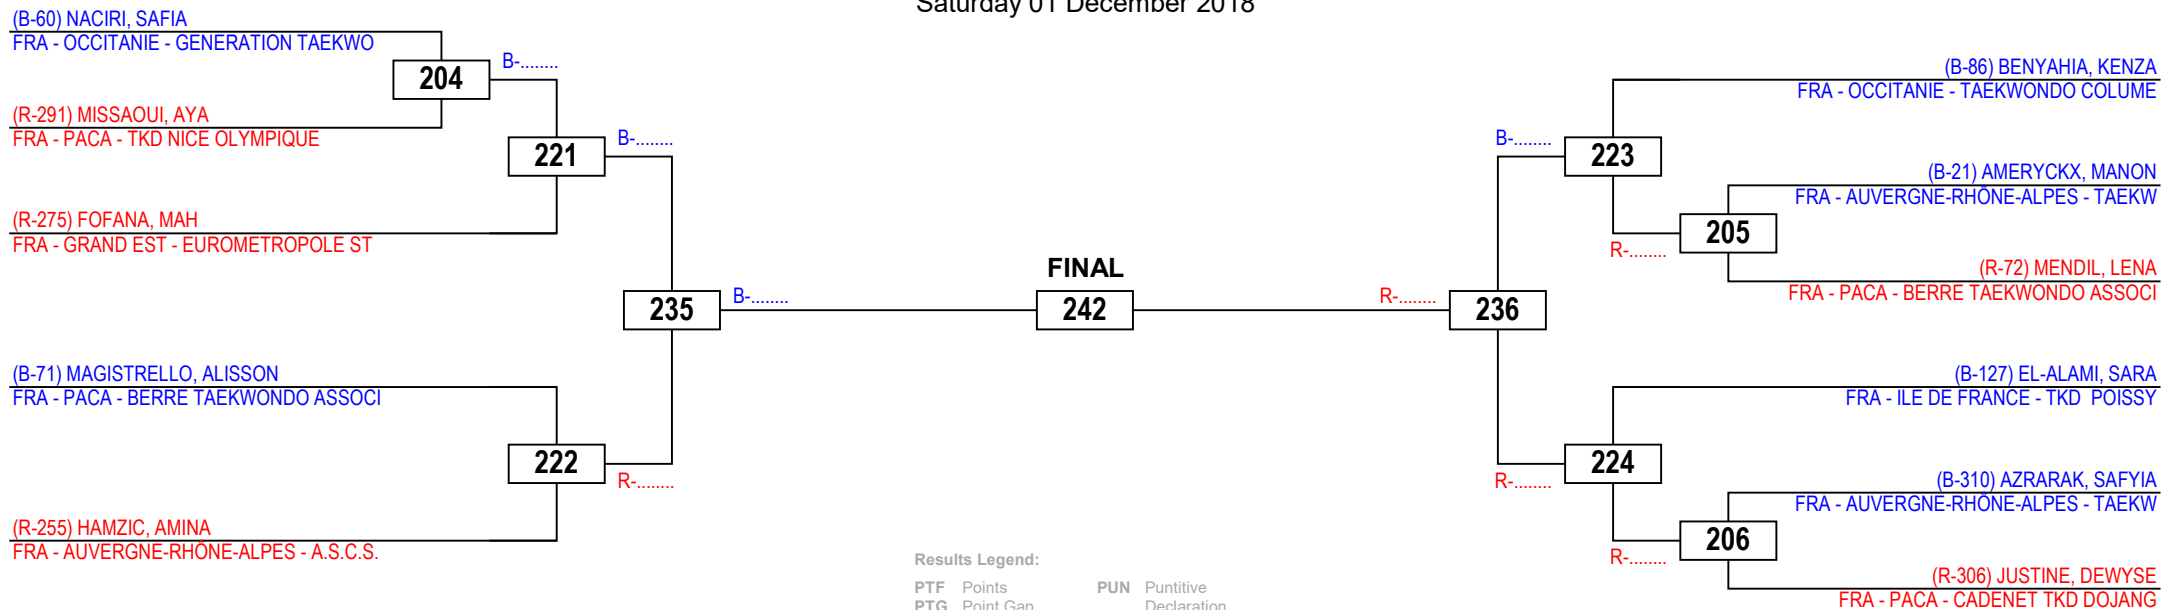 Saturday 01 December 2018
(B-60) NACIRI, SAFIA
FRA - OCCITANIE - GENERATION TAEKWO
204
B-........
(R-291) MISSAOUI, AYA
FRA - PACA - TKD NICE OLYMPIQUE
221
B-........
(R-275) FOFANA, MAH
FRA - GRAND EST - EUROMETROPOLE ST
235
B-........
(B-71) MAGISTRELLO, ALISSON
FRA - PACA - BERRE TAEKWONDO ASSOCI
222
R-........
(R-255) HAMZIC, AMINA
FRA - AUVERGNE-RHÔNE-ALPES - A.S.C.S.
FINAL
242
(B-86) BENYAHIA, KENZA
FRA - OCCITANIE - TAEKWONDO COLUME
B-........
223
(B-21) AMERYCKX, MANON
FRA - AUVERGNE-RHÔNE-ALPES - TAEKW
R-........
205
(R-72) MENDIL, LENA
FRA - PACA - BERRE TAEKWONDO ASSOCI
R-........
236
(B-127) EL-ALAMI, SARA
FRA - ILE DE FRANCE - TKD  POISSY
R-........
224
(B-310) AZRARAK, SAFYIA
FRA - AUVERGNE-RHÔNE-ALPES - TAEKW
R-........
206
(R-306) JUSTINE, DEWYSE
FRA - PACA - CADENET TKD DOJANG
Results Legend:
PTF Points PUN Puntitive
PTG Point Gap Declaration